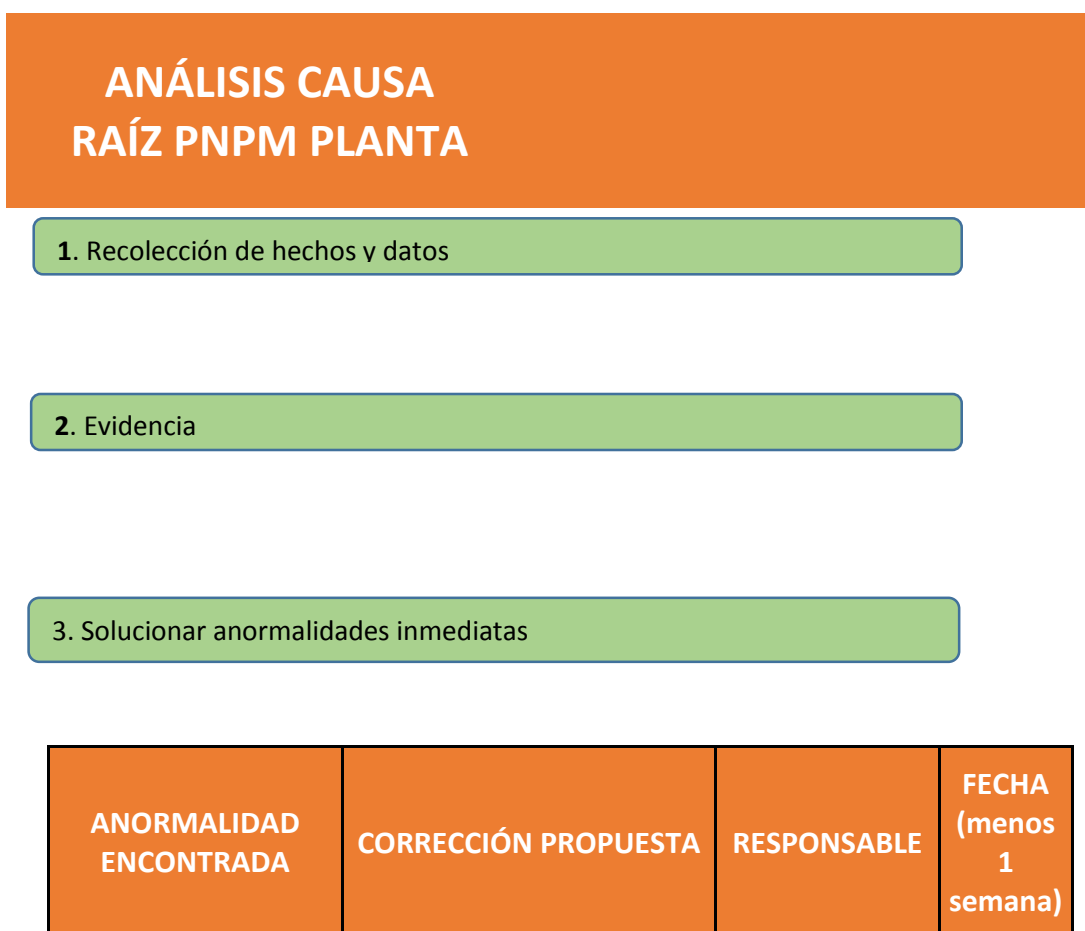 ANÁLISIS CAUSA
RAÍZ PNPM PLANTA
1. Recolección de hechos y datos
2. Evidencia
3. Solucionar anormalidades inmediatas
ANORMALIDAD
ENCONTRADA
CORRECCIÓN PROPUESTA
RESPONSABLE
FECHA
(menos
1
semana)